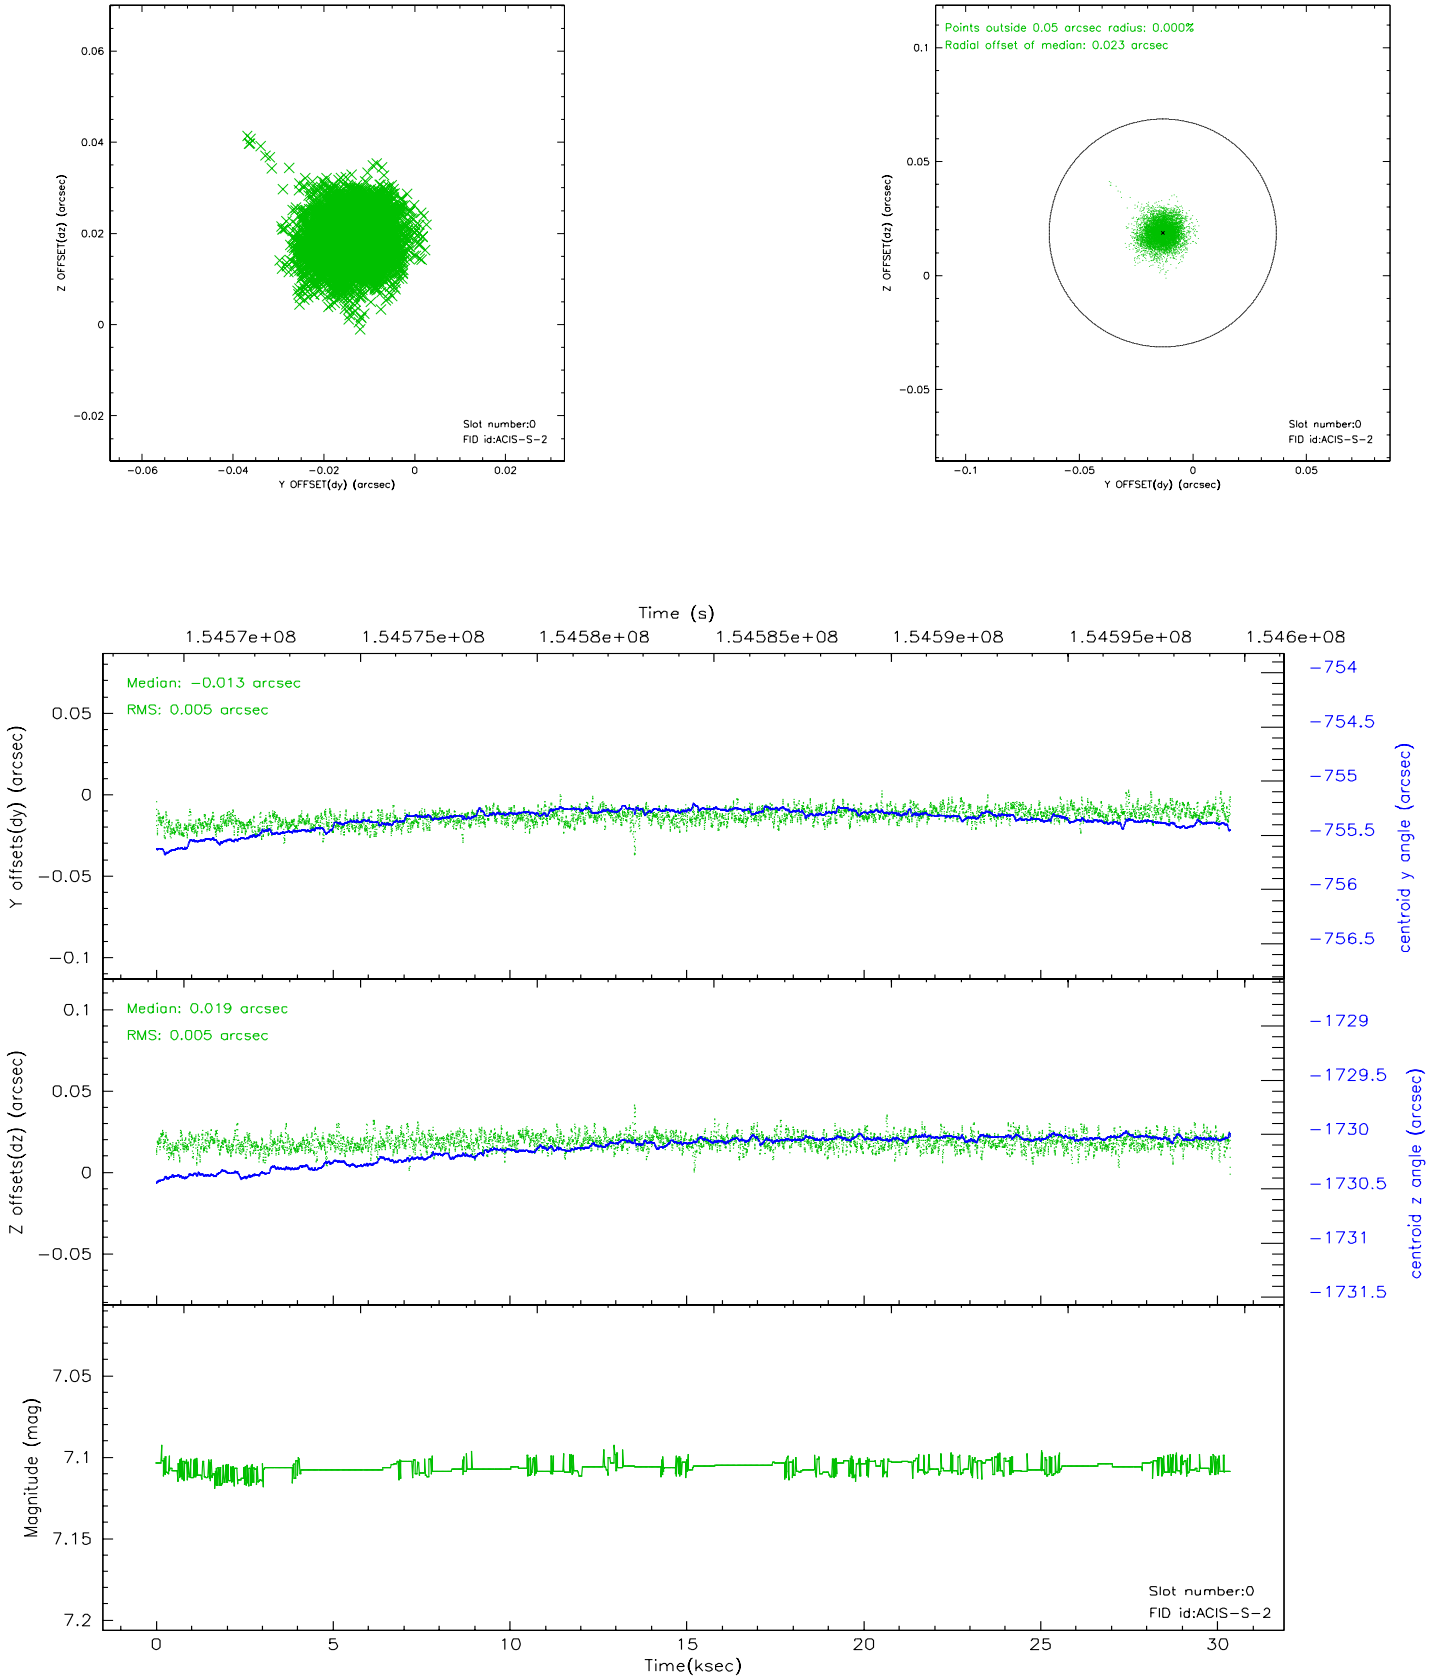 0.06
0.04
0.02
0
-0.02
Z OFFSET(dz) (arcsec)
Slot number:0
FID id:ACIS-S-2
-0.06
-0.04
-0.02
0
0.02
Y OFFSET(dy) (arcsec)
Points outside 0.05 arcsec radius: 0.000%
Radial offset of median: 0.023 arcsec
0.1
0.05
0
-0.05
Z OFFSET(dz) (arcsec)
Slot number:0
FID id:ACIS-S-2
-0.1
-0.05
0
0.05
Y OFFSET(dy) (arcsec)
Time (s)
1.5457e+08
1.54575e+08
1.5458e+08
1.54585e+08
1.5459e+08
1.54595e+08
1.546e+08
Median: -0.013 arcsec
RMS: 0.005 arcsec
0.05
0
-0.05
-0.1
Y offsets(dy) (arcsec)
-754
-754.5
-755
-755.5
-756
-756.5
centroid y angle (arcsec)
Median: 0.019 arcsec
RMS: 0.005 arcsec
0.1
0.05
0
-0.05
Z offsets(dz) (arcsec)
-1729
-1729.5
-1730
-1730.5
-1731
-1731.5
centroid z angle (arcsec)
7.05
7.1
7.15
7.2
Magnitude (mag)
Slot number:0
FID id:ACIS-S-2
0
5
10
15
20
25
30
Time(ksec)